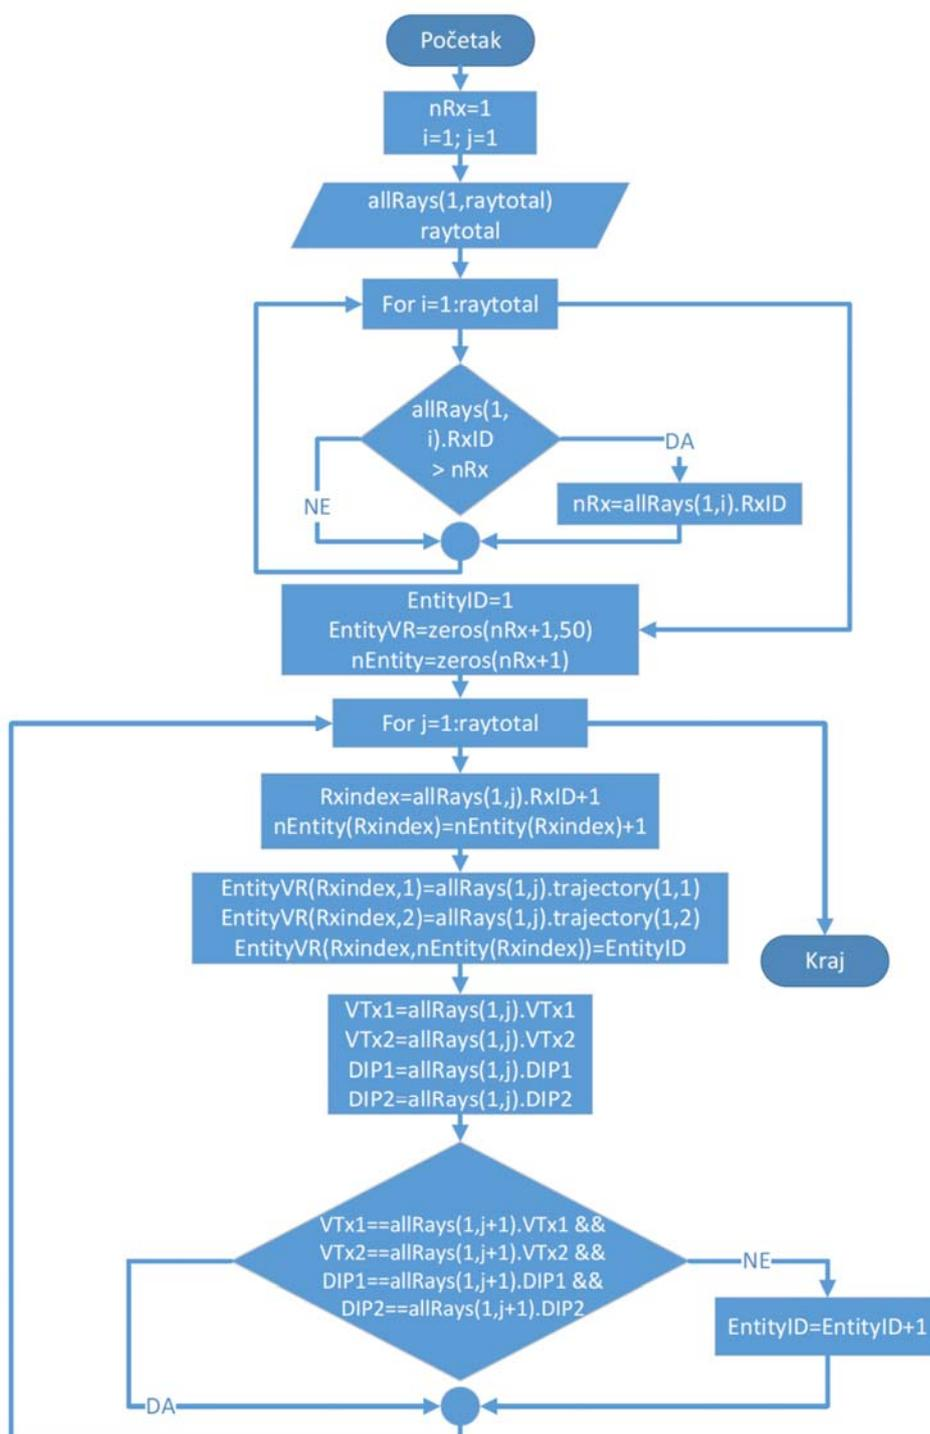 Početak
nRx=1
i=1; j=1
allRays(1,raytotal)
raytotal
For i=1:raytotal
allRays(1,
i).RxID
> nRx
DA
NE
nRx=allRays(1,i).RxID
EntityID=1
EntityVR=zeros(nRx+1,50)
nEntity=zeros(nRx+1)
For j=1:raytotal
Rxindex=allRays(1,j).RxID+1
nEntity(Rxindex)=nEntity(Rxindex)+1
EntityVR(Rxindex,1)=allRays(1,j).trajectory(1,1)
EntityVR(Rxindex,2)=allRays(1,j).trajectory(1,2)
EntityVR(Rxindex,nEntity(Rxindex))=EntityID
Kraj
VTx1=allRays(1,j).VTx1
VTx2=allRays(1,j).VTx2
DIP1=allRays(1,j).DIP1
DIP2=allRays(1,j).DIP2
VTx1==allRays(1,j+1).VTx1 &&
VTx2==allRays(1,j+1).VTx2 &&
DIP1==allRays(1,j+1).DIP1 &&
DIP2==allRays(1,j+1).DIP2
NE
EntityID=EntityID+1
DA